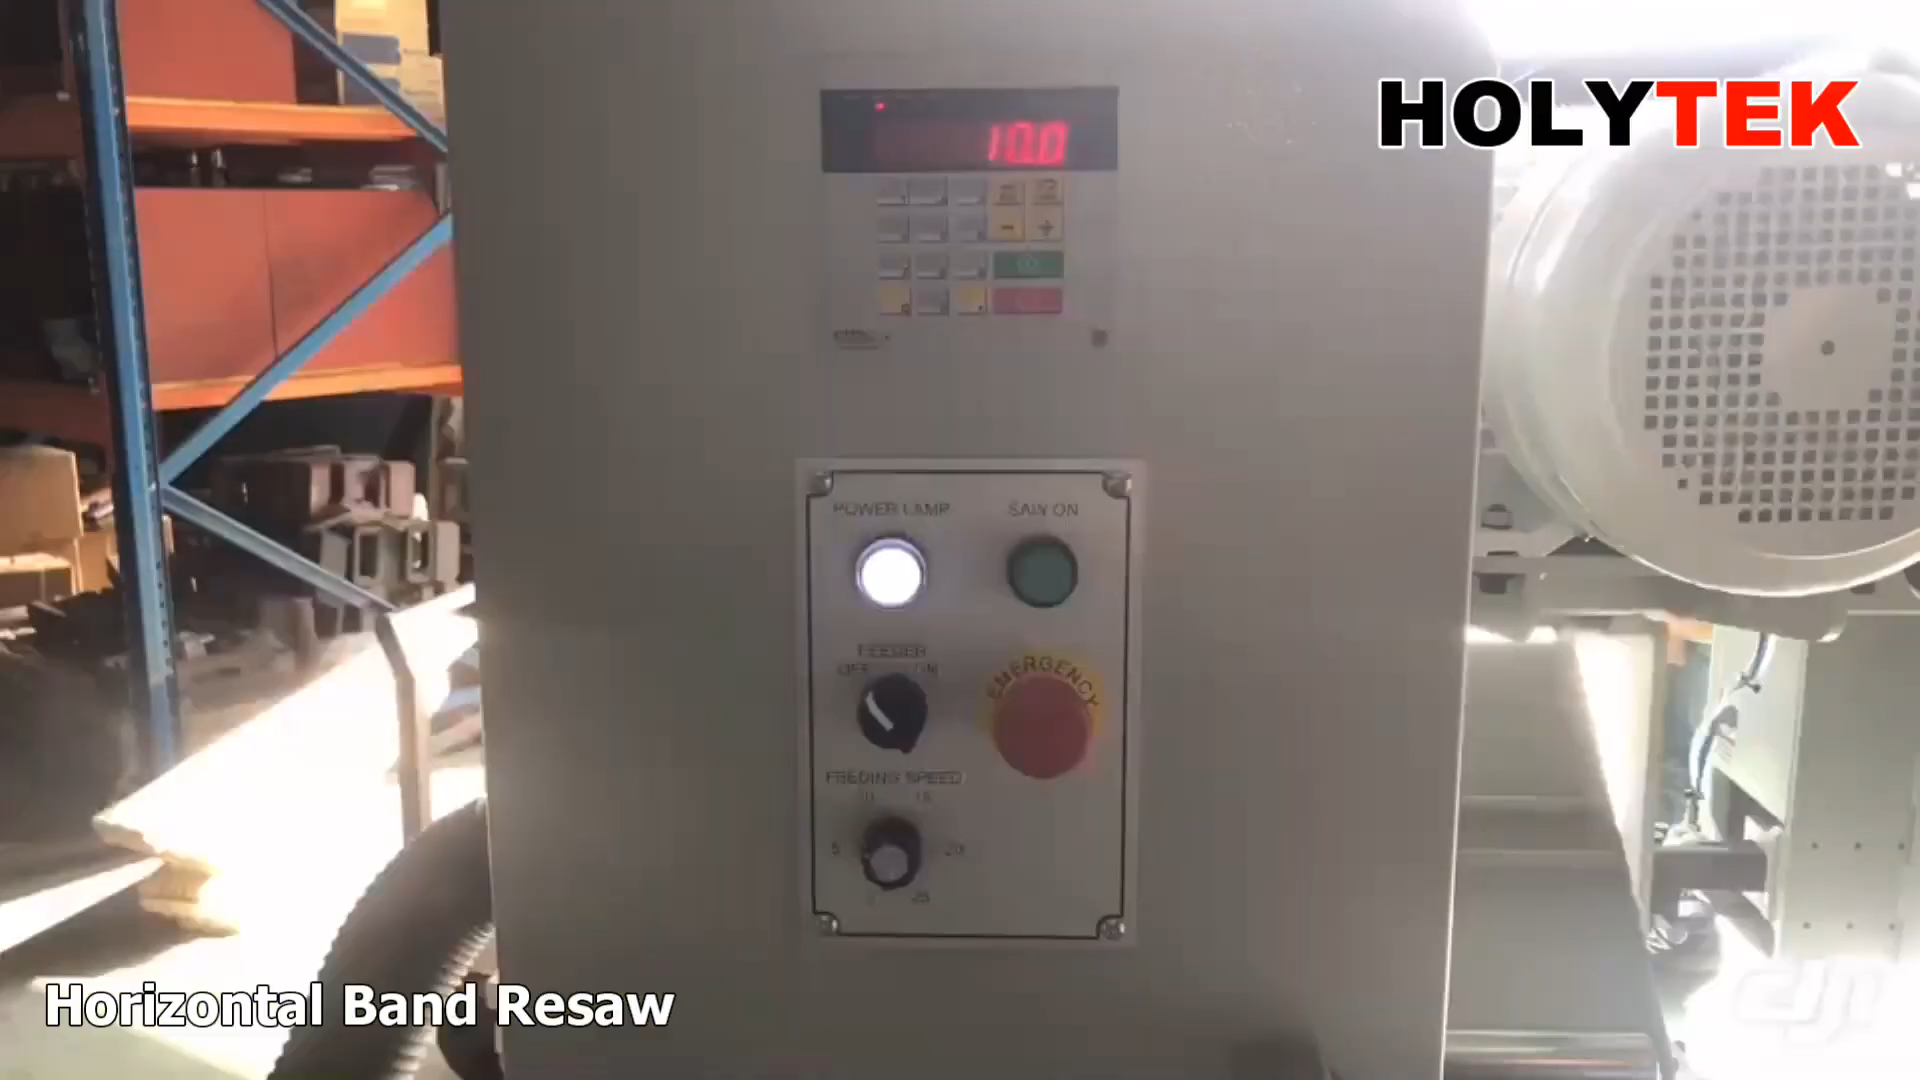 HOLYTEK
10.0
POWER LAMP
SAW ON
FEEDER
OFF ON
EMERGENCY
FEEDING SPEED
10 15
5 20
25
Horizontal Band Resaw
dji